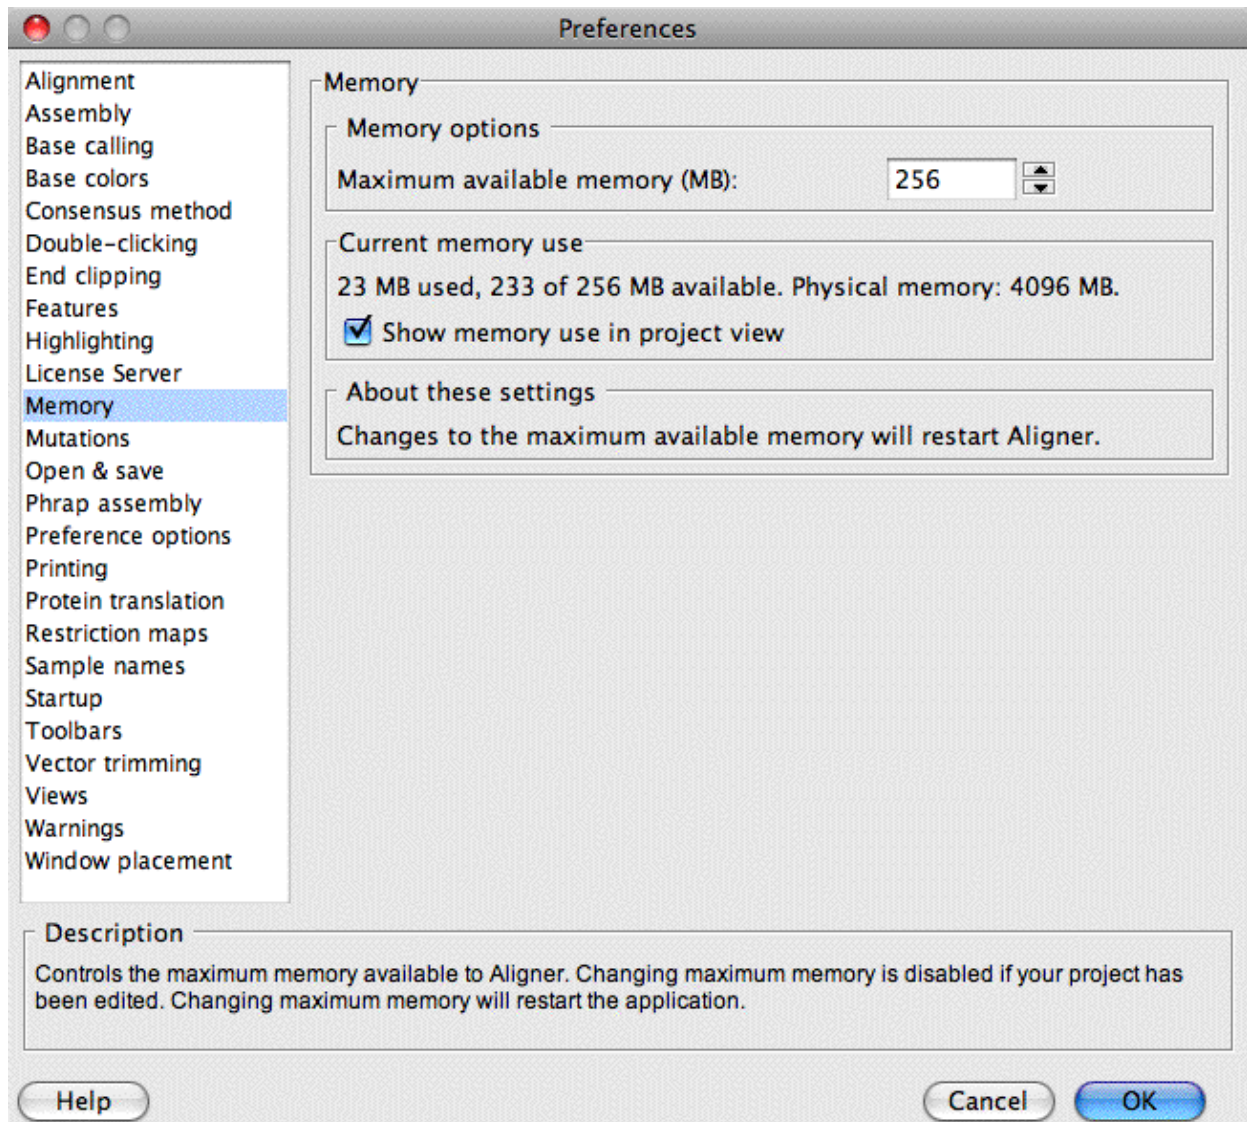 Preferences
Alignment
Assembly
Base calling
Base colors
Consensus method
Double-clicking
End clipping
Features
Highlighting
License Server
Memory
Mutations
Open & save
Phrap assembly
Preference options
Printing
Protein translation
Restriction maps
Sample names
Startup
Toolbars
Vector trimming
Views
Warnings
Window placement
Memory
Memory options
Maximum available memory (MB): 256
Current memory use
23 MB used, 233 of 256 MB available. Physical memory: 4096 MB.
Show memory use in project view
About these settings
Changes to the maximum available memory will restart Aligner.
Description
Controls the maximum memory available to Aligner. Changing maximum memory is disabled if your project has
been edited. Changing maximum memory will restart the application.
Help Cancel OK